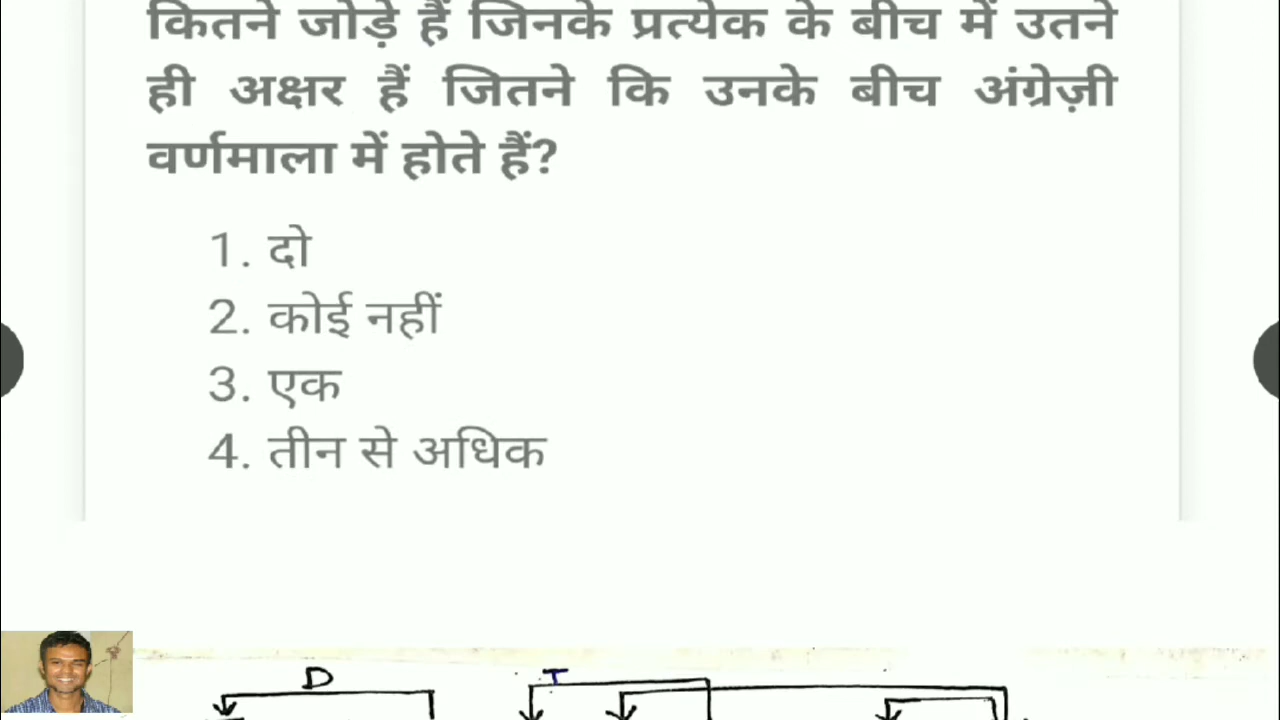 कितने जोड़े हैं जिनके प्रत्येक के बीच में उतने
ही अक्षर हैं जितने कि उनके बीच अंग्रेज़ी
वर्णमाला में होते हैं?
1. दो
2. कोई नहीं
3. एक
4. तीन से अधिक
D
I